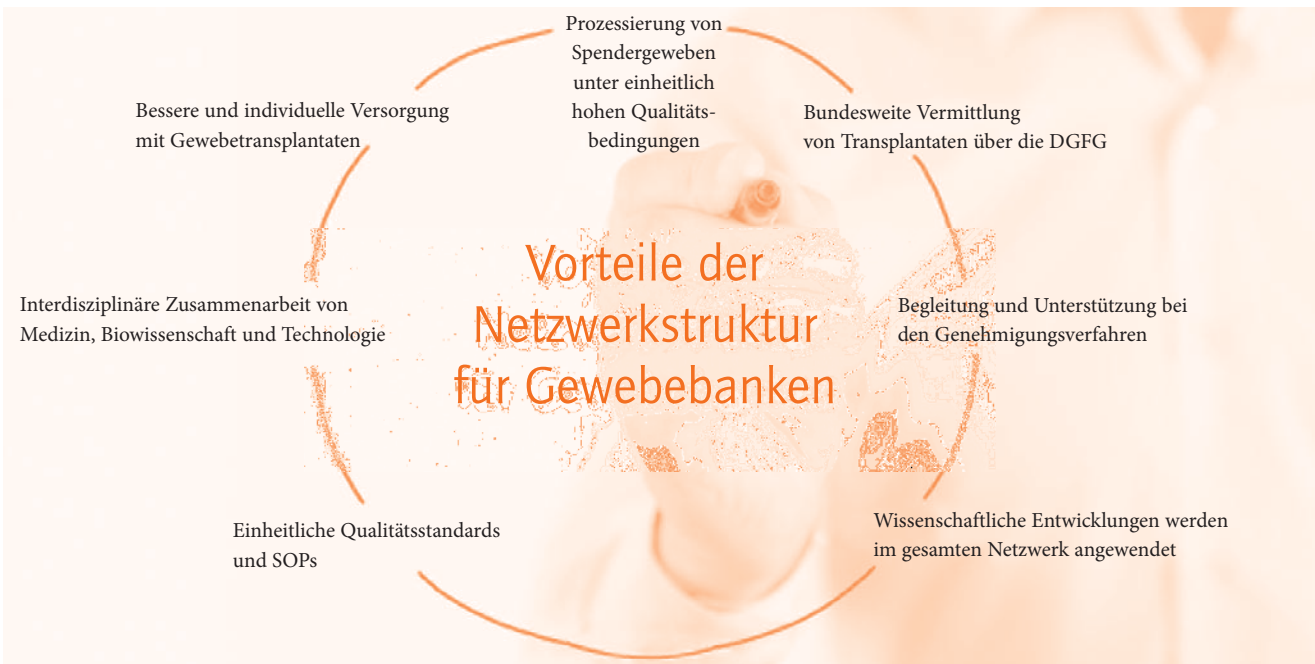 Prozessierung von
Spendergeweben
unter einheitlich
hohen Qualitäts-
bedingungen
Bundesweite Vermittlung
von Transplantaten über die DGFG
Begleitung und Unterstützung bei
den Genehmigungsverfahren
Wissenschaftliche Entwicklungen werden
im gesamten Netzwerk angewendet
Einheitliche Qualitätsstandards
und SOPs
Interdisziplinäre Zusammenarbeit von
Medizin, Biowissenschaft und Technologie
Bessere und individuelle Versorgung
mit Gewebetransplantaten
Vorteile der
Netzwerkstruktur
für Gewebebanken